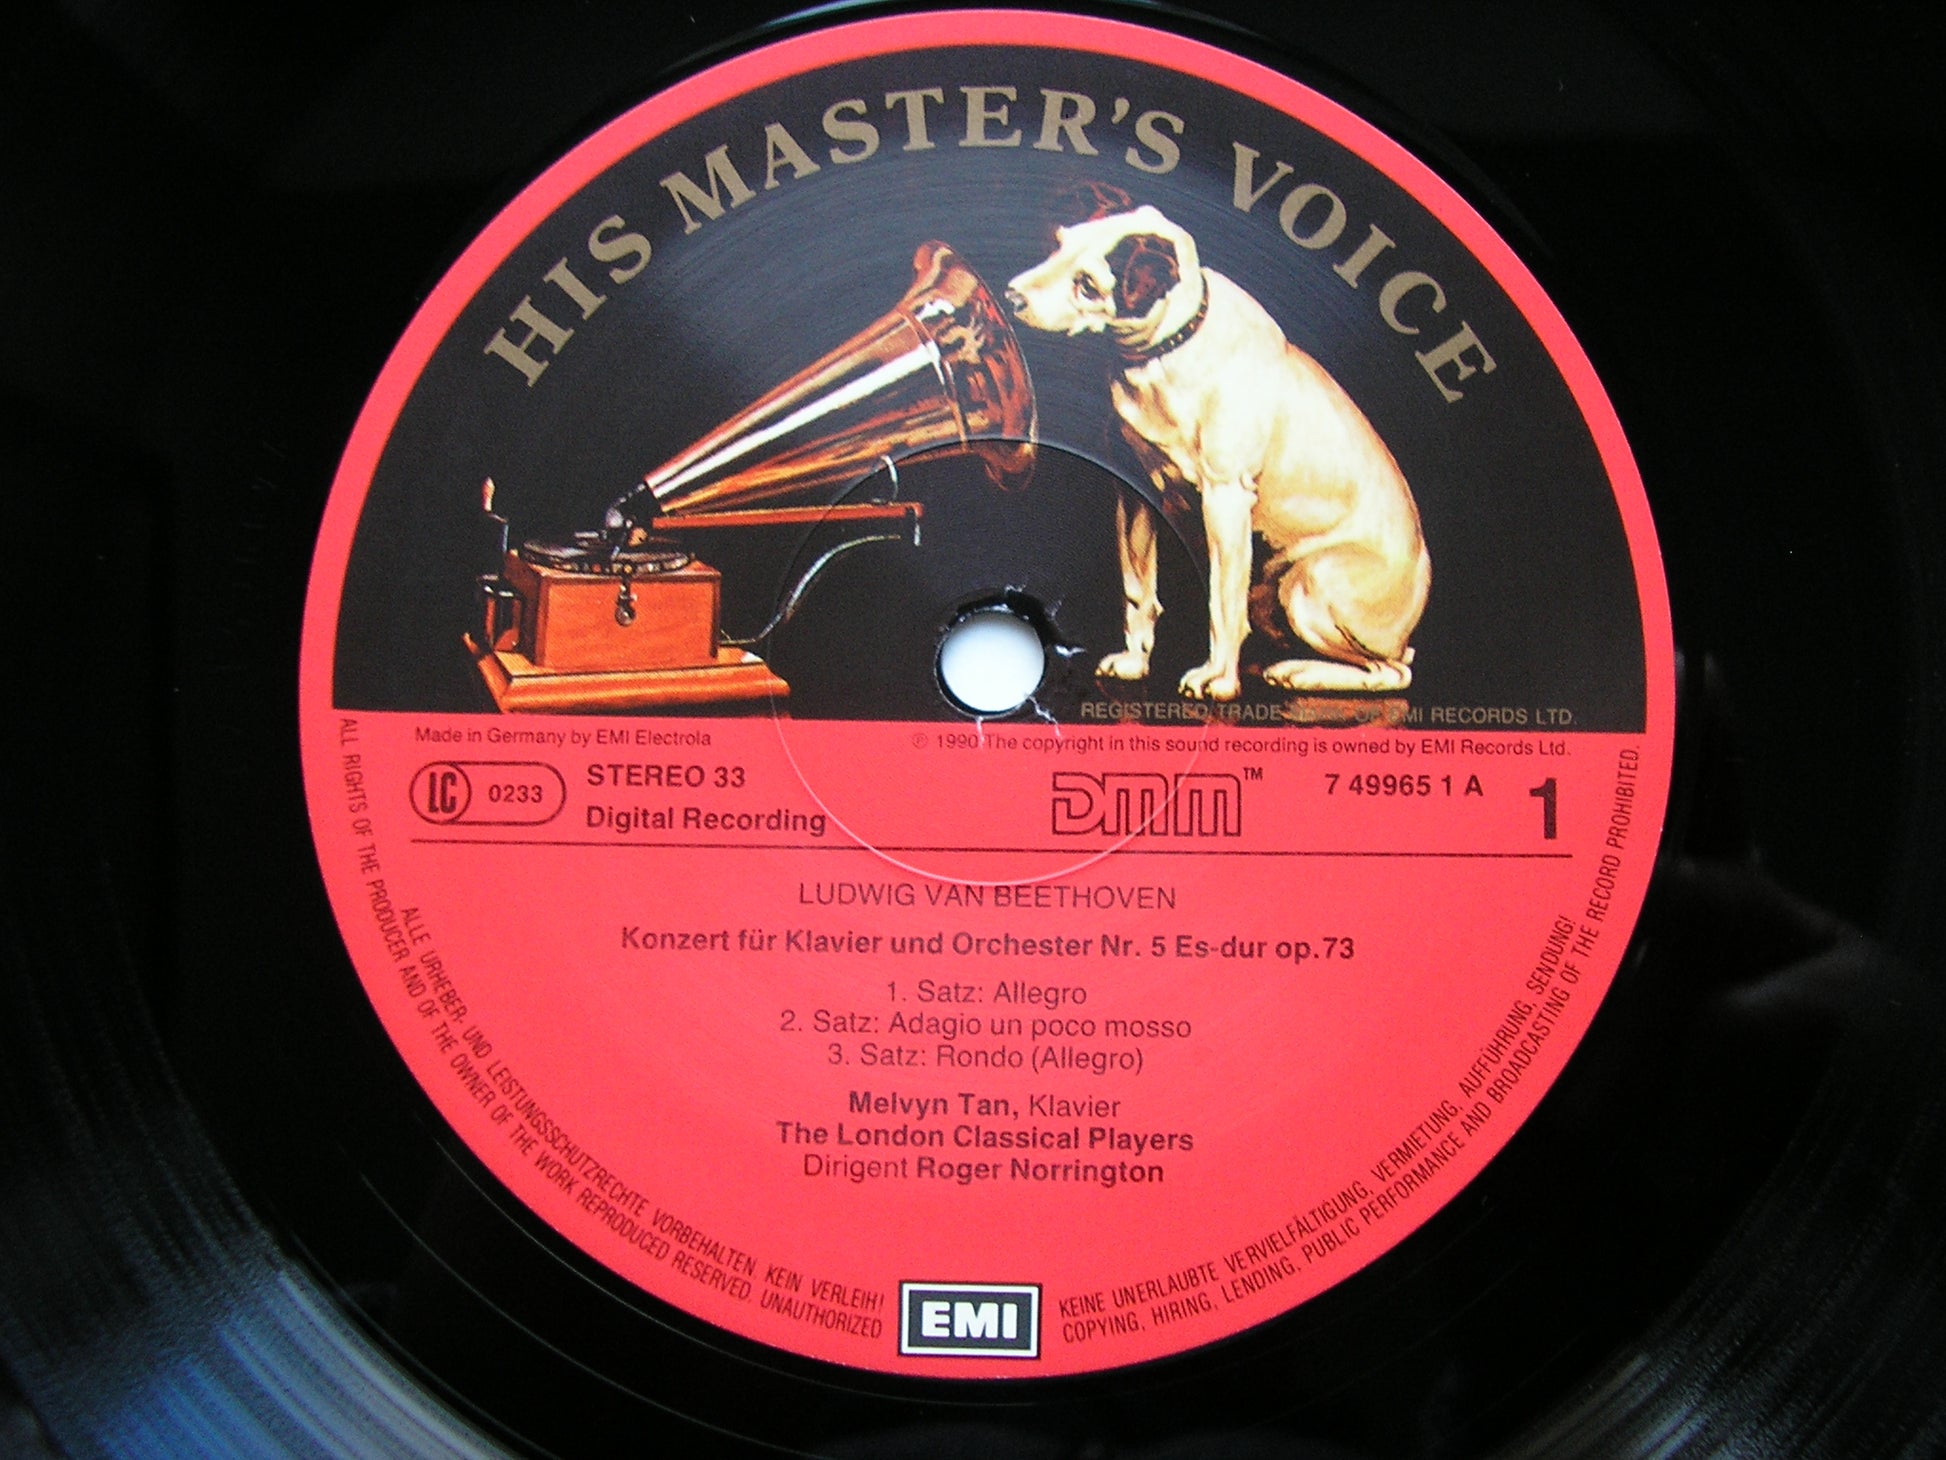 HIS MASTER'S VOICE
REGISTERED TRADE MARK OF EMI RECORDS LTD.
Made in Germany by EMI Electrola
℗ 1990 The copyright in this sound recording is owned by EMI Records Ltd.
LC 0233
STEREO 33
Digital Recording
DMM™
7 49965 1 A
1
LUDWIG VAN BEETHOVEN
Konzert für Klavier und Orchester Nr. 5 Es-dur op.73
1. Satz: Allegro
2. Satz: Adagio un poco mosso
3. Satz: Rondo (Allegro)
Melvyn Tan, Klavier
The London Classical Players
Dirigent Roger Norrington
EMI
ALLE URHEBER- UND LEISTUNGSSCHUTZRECHTE VORBEHALTEN KEIN VERLEIH!
KEINE UNERLAUBTE VERVIELFÄLTIGUNG, VERMIETUNG, AUFFÜHRUNG, SENDUNG!
ALL RIGHTS OF THE PRODUCER AND OF THE OWNER OF THE WORK REPRODUCED RESERVED. UNAUTHORIZED
COPYING, HIRING, LENDING, PUBLIC PERFORMANCE AND BROADCASTING OF THE RECORD PROHIBITED.